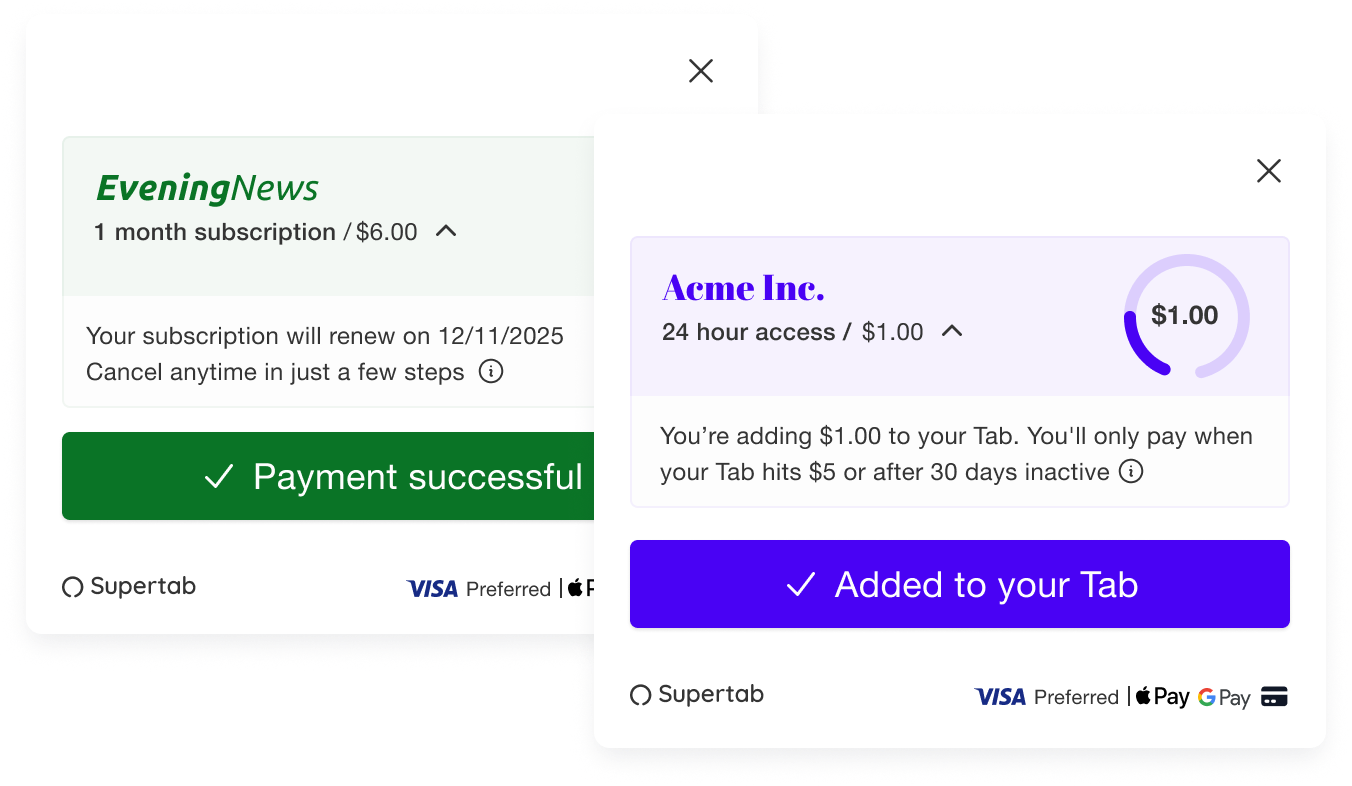 EveningNews
1 month subscription / $6.00
Your subscription will renew on 12/11/2025
Cancel anytime in just a few steps
Payment successful
Supertab
VISA Preferred | P
Acme Inc.
24 hour access / $1.00
$1.00
You’re adding $1.00 to your Tab. You'll only pay when
your Tab hits $5 or after 30 days inactive
Added to your Tab
Supertab
VISA Preferred | Pay G Pay